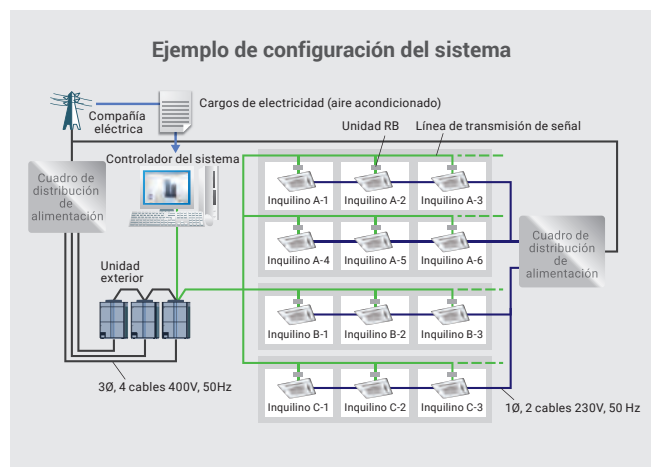 Ejemplo de configuración del sistema
Compañía
eléctrica
Cargos de electricidad (aire acondicionado)
Unidad RB
Línea de transmisión de señal
Controlador del sistema
Cuadro de
distribución
de
alimentación
Inquilino A-1
Inquilino A-2
Inquilino A-3
Inquilino A-4
Inquilino A-5
Inquilino A-6
Cuadro de
distribución
de
alimentación
Unidad
exterior
Inquilino B-1
Inquilino B-2
Inquilino B-3
Inquilino C-1
Inquilino C-2
Inquilino C-3
3Ø, 4 cables 400V, 50Hz
1Ø, 2 cables 230V, 50 Hz